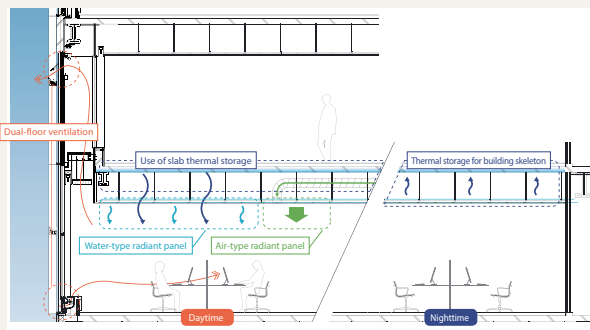 Dual-floor ventilation
Use of slab thermal storage
Thermal storage for building skeleton
Water-type radiant panel
Air-type radiant panel
Daytime
Nighttime